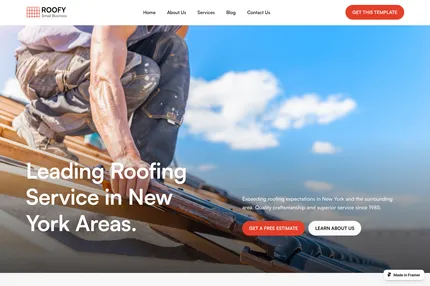 ROOFY
Small Business
Home
About Us
Services
Blog
Contact Us
GET THIS TEMPLATE
Leading Roofing
Service in New
York Areas.
Exceeding roofing expectations in New York and the surrounding
area. Quality craftsmanship and superior service since 1985.
GET A FREE ESTIMATE
LEARN ABOUT US
Made in Framer